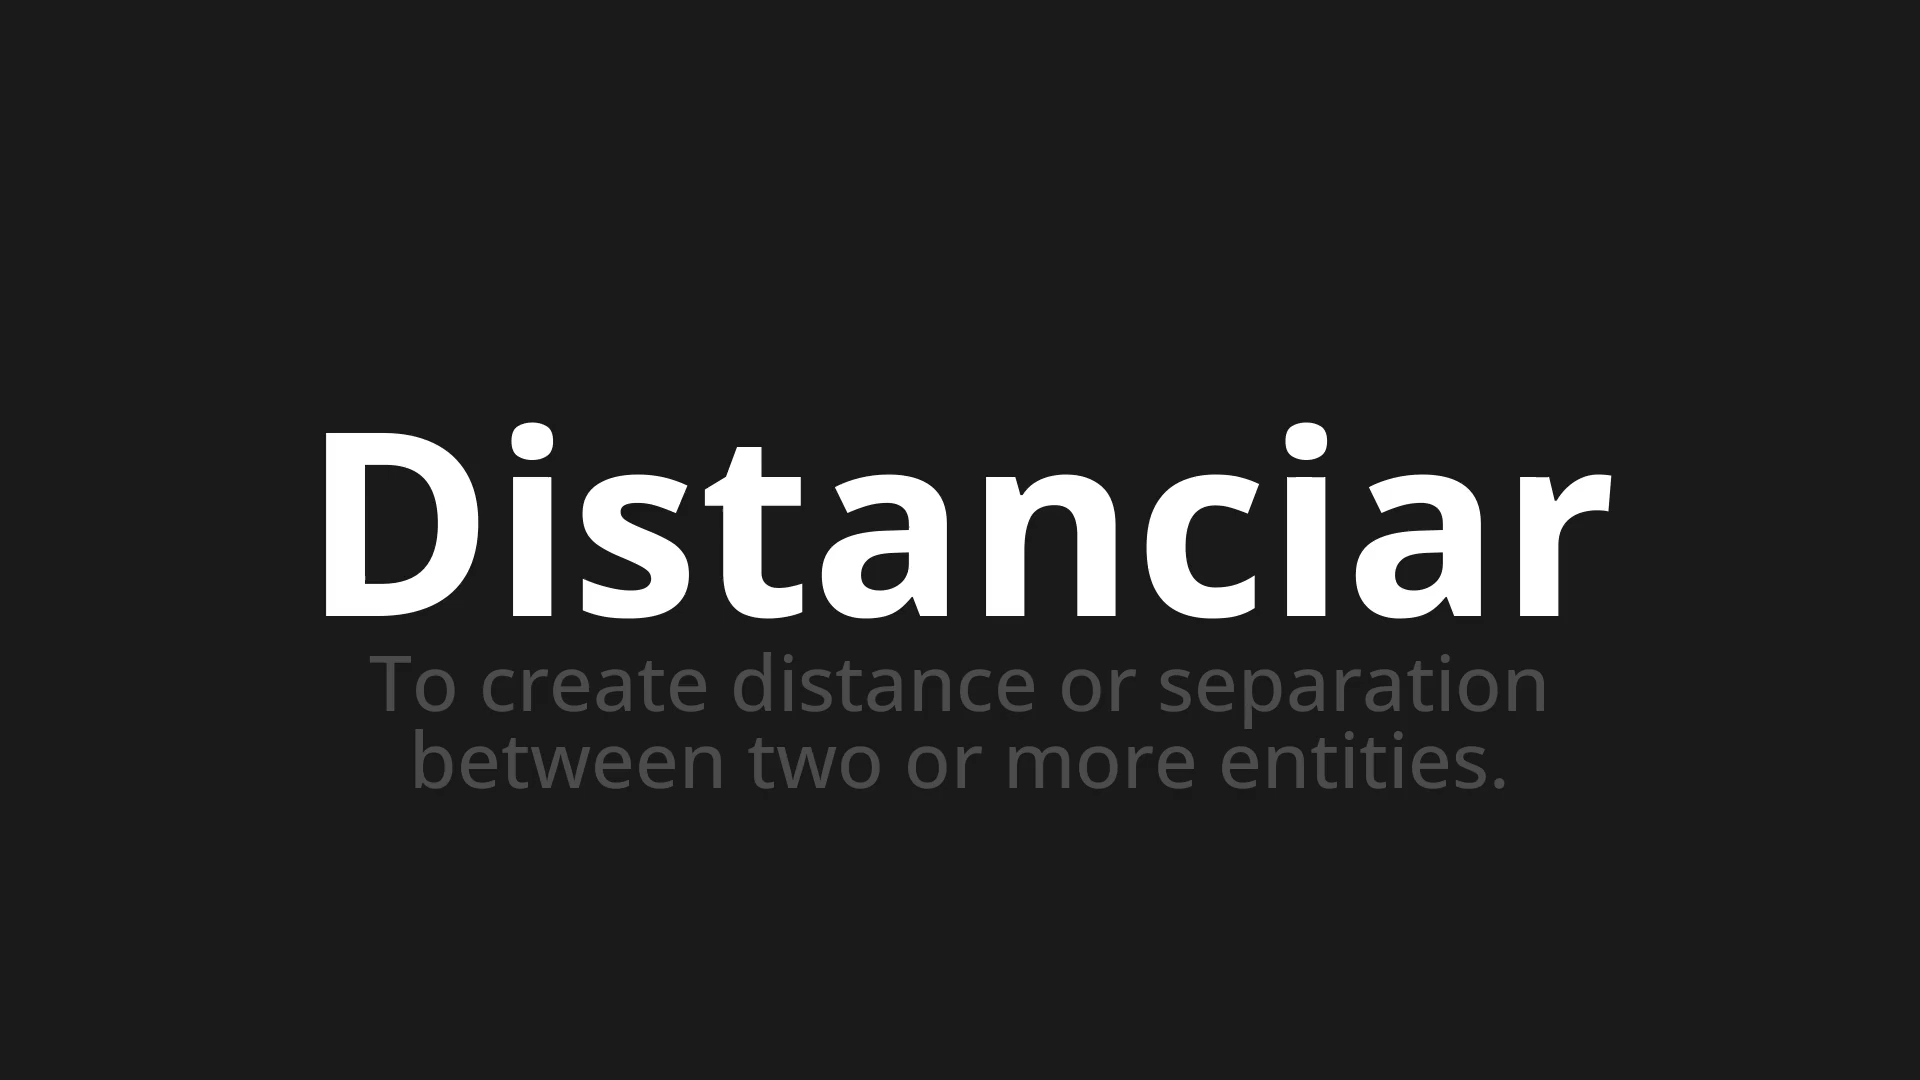 Distanciar
To create distance or separation
between two or more entities.